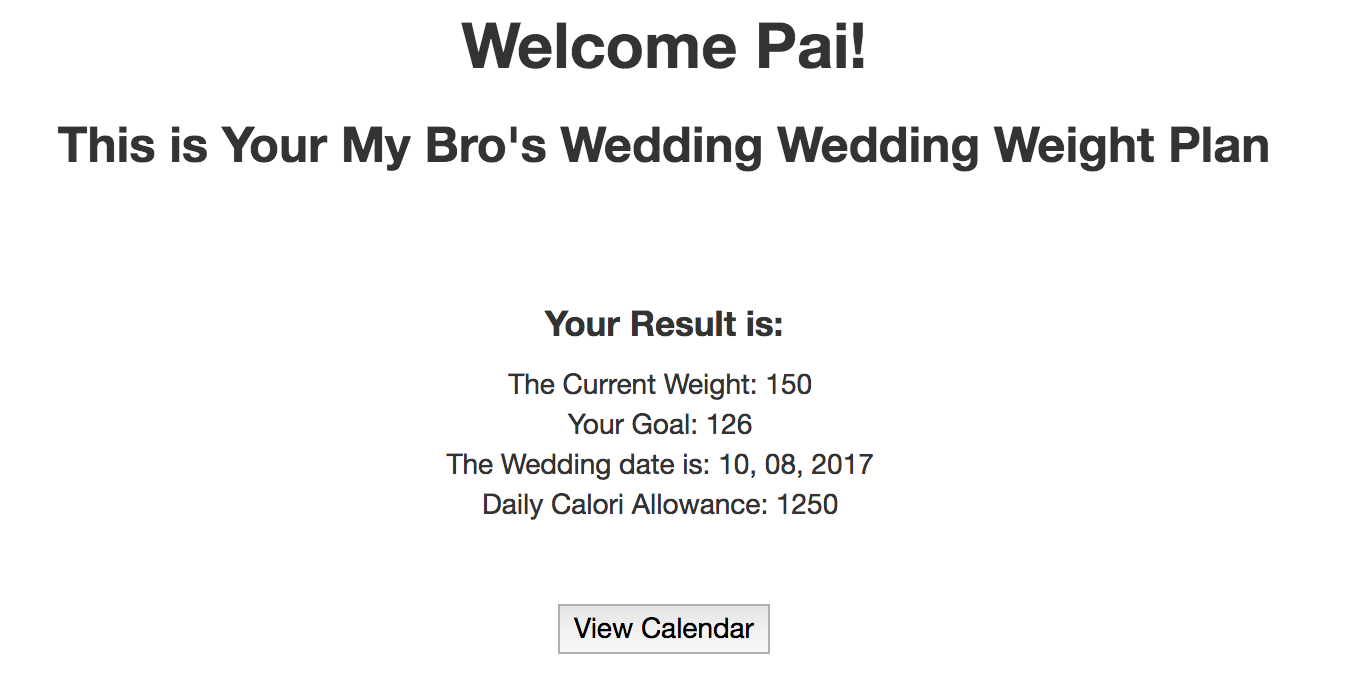 Welcome Pai!
This is Your My Bro's Wedding Wedding Weight Plan
Your Result is:
The Current Weight: 150
Your Goal: 126
The Wedding date is: 10, 08, 2017
Daily Calori Allowance: 1250
View Calendar